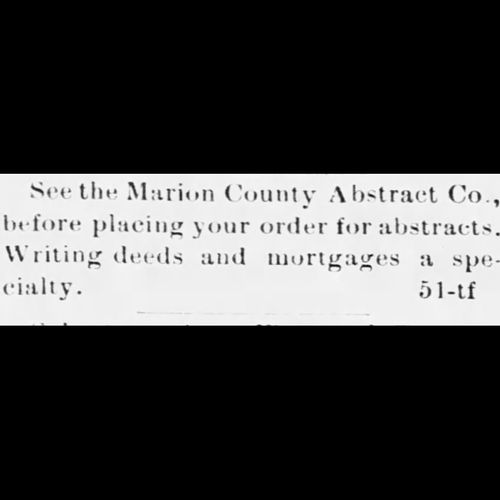 See the Marion County Abstract Co.,
before placing your order for abstracts.
Writing deeds and mortgages a spe-
cialty. 51-tf